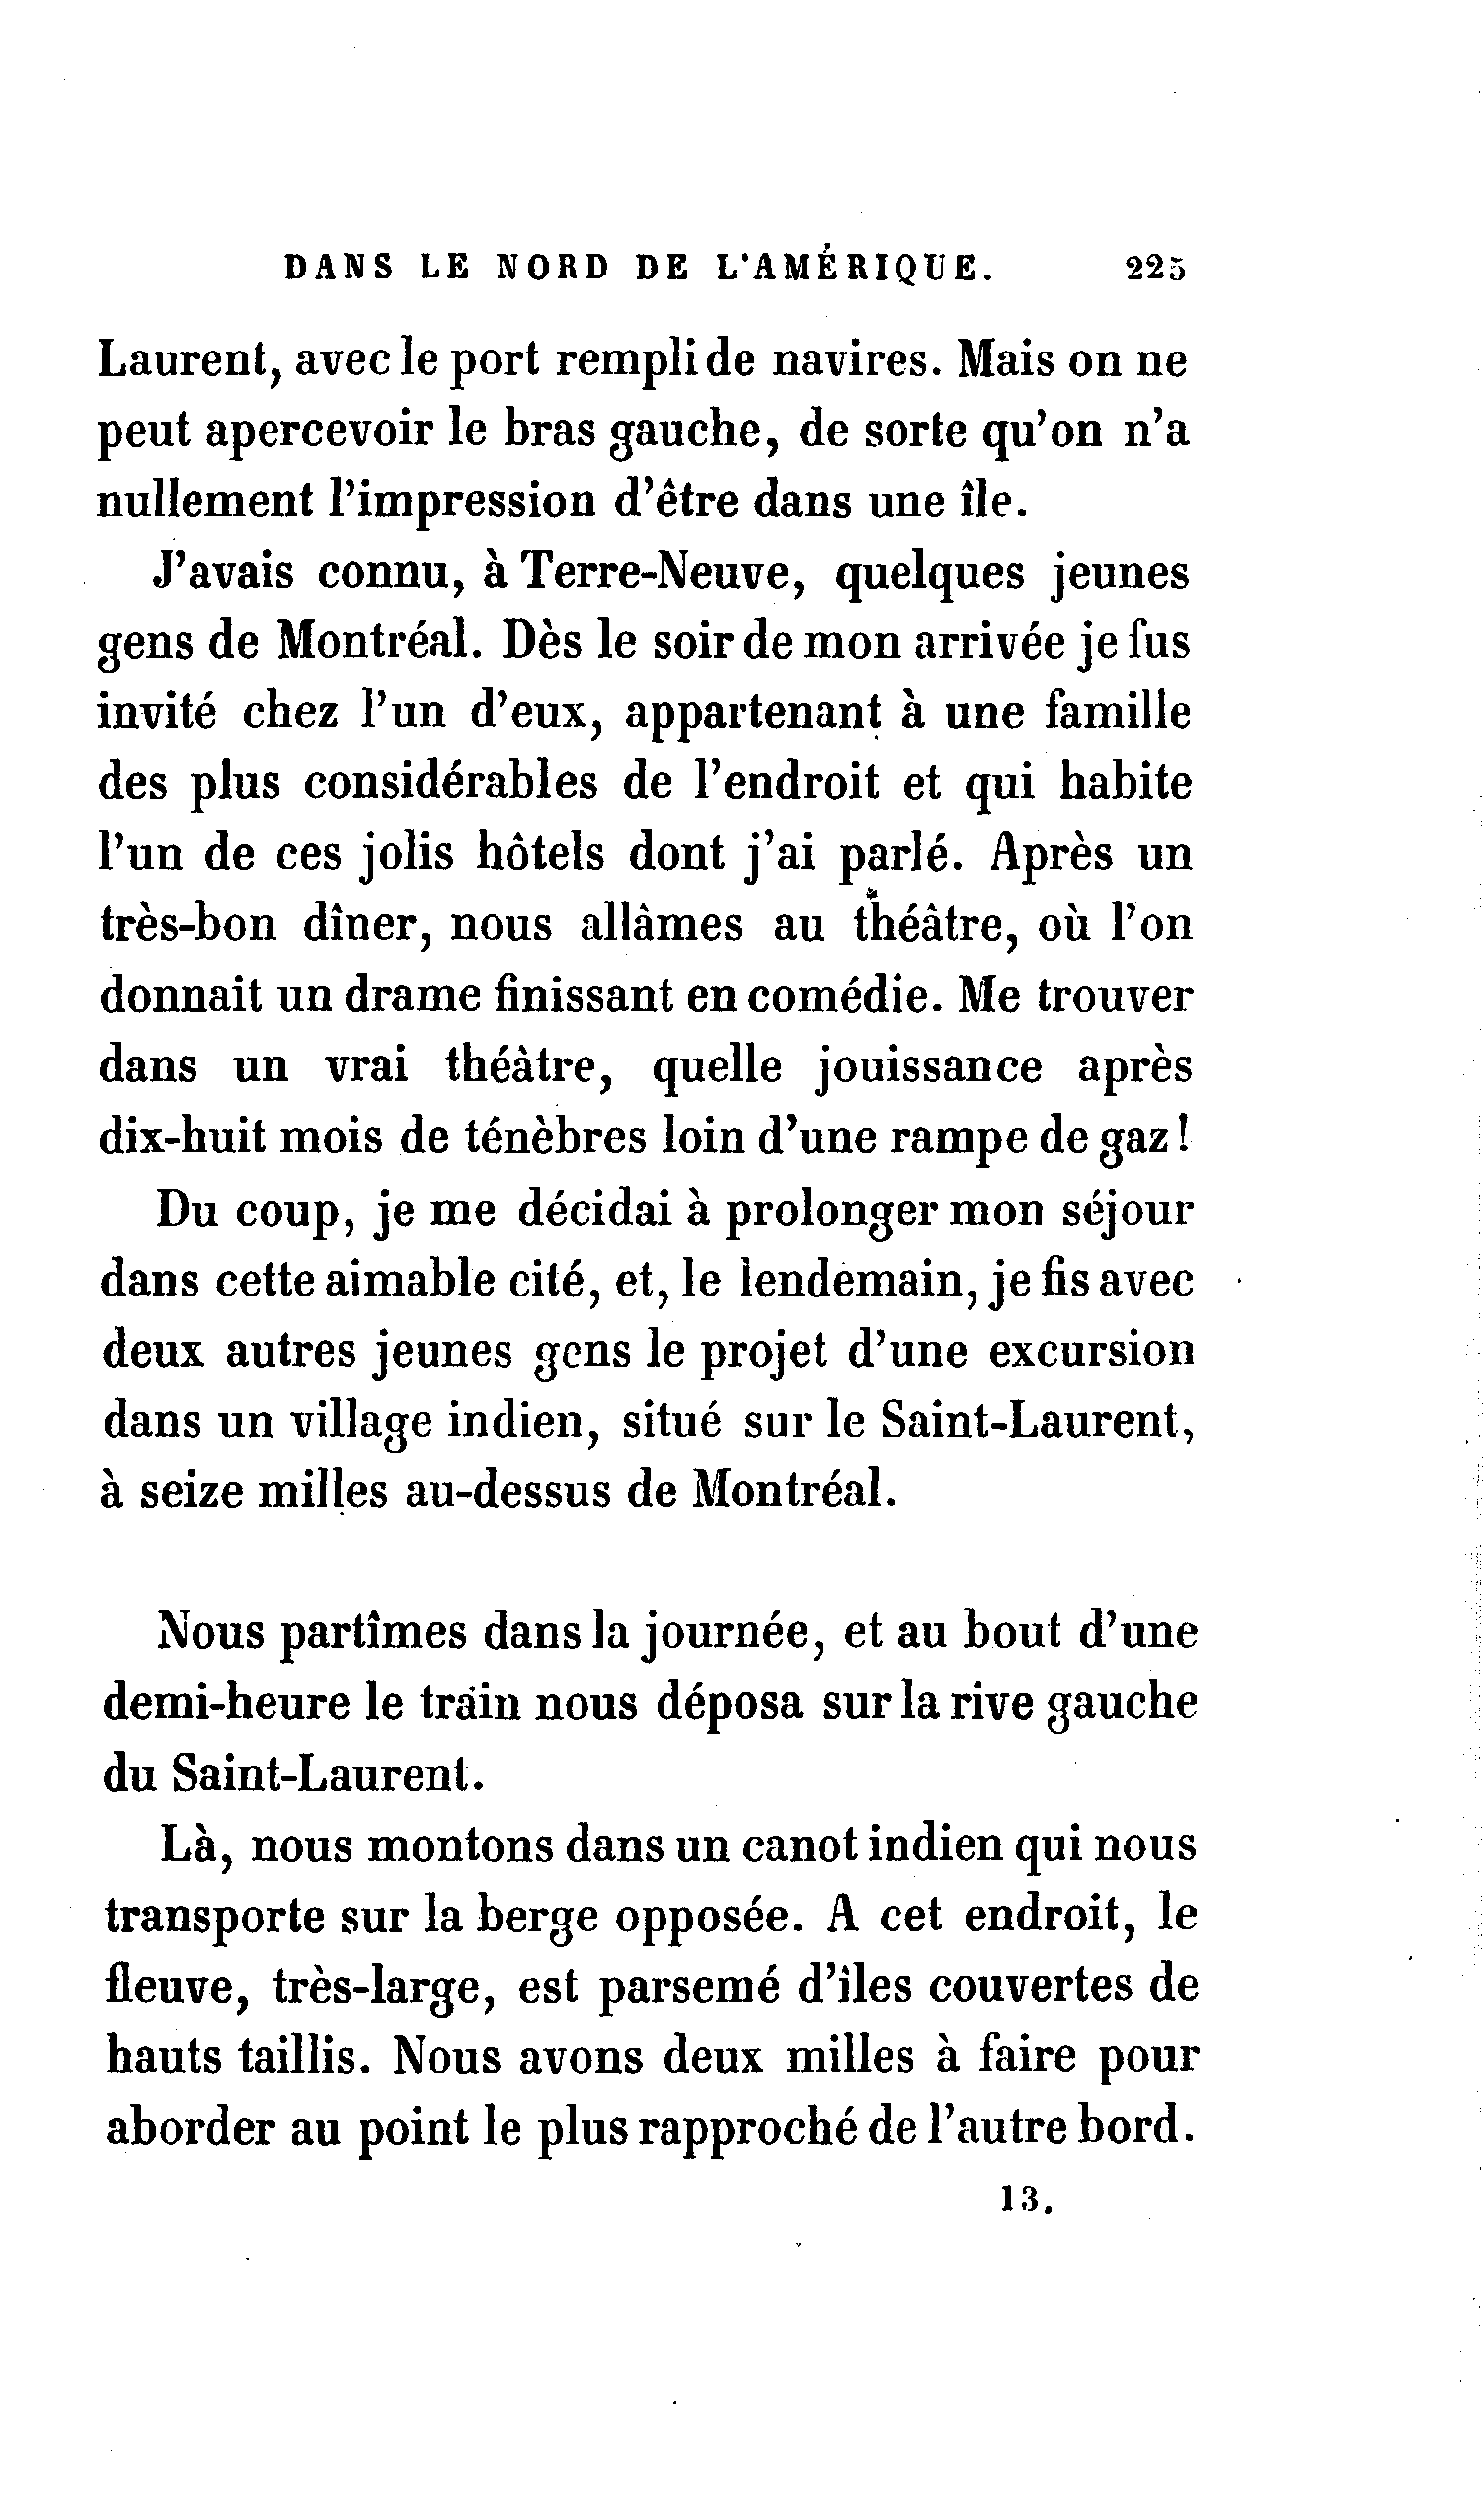 DANS LE NORD DE L'AMÉRIQUE. 225
Laurent, avec le port rempli de navires. Mais on ne
peut apercevoir le bras gauche, de sorte qu'on n'a
nullement l'impression d'être dans une île.
J'avais connu, à Terre-Neuve, quelques jeunes
gens de Montréal. Dès le soir de mon arrivée je fus
invité chez l'un d'eux, appartenant à une famille
des plus considérables de l'endroit et qui habite
l'un de ces jolis hôtels dont j'ai parlé. Après un
très-bon dîner, nous allâmes au théâtre, où l'on
donnait un drame finissant en comédie. Me trouver
dans un vrai théâtre, quelle jouissance après
dix-huit mois de ténèbres loin d'une rampe de gaz!
Du coup, je me décidai à prolonger mon séjour
dans cette aimable cité, et, le lendemain, je fis avec
deux autres jeunes gens le projet d'une excursion
dans un village indien, situé sur le Saint-Laurent,
à seize milles au-dessus de Montréal.
Nous partîmes dans la journée, et au bout d'une
demi-heure le train nous déposa sur la rive gauche
du Saint-Laurent.
Là, nous montons dans un canot indien qui nous
transporte sur la berge opposée. A cet endroit, le
fleuve, très-large, est parsemé d'îles couvertes de
hauts taillis. Nous avons deux milles à faire pour
aborder au point le plus rapproché de l'autre bord.
13.